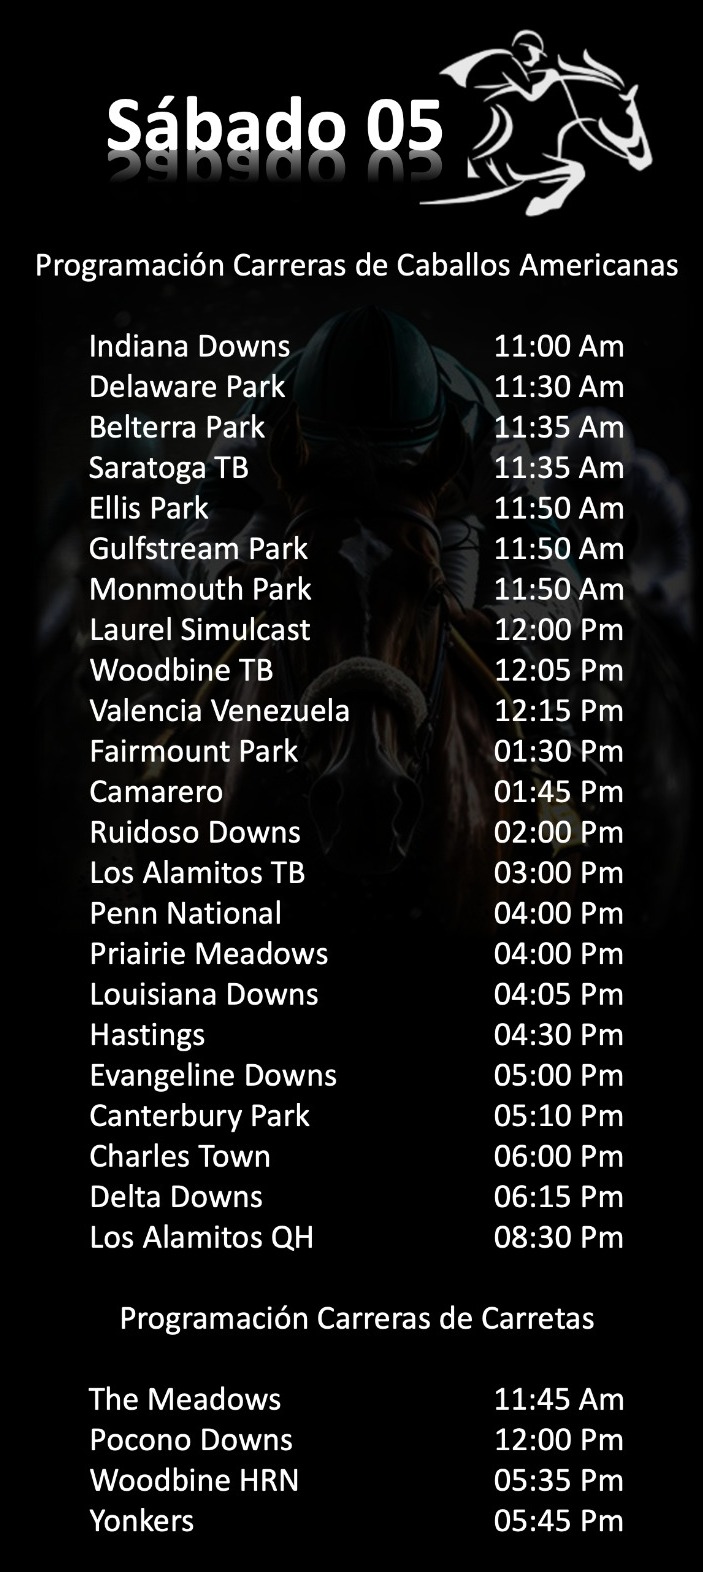 Sábado 05
Programación Carreras de Caballos Americanas
Indiana Downs 11:00 Am
Delaware Park 11:30 Am
Belterra Park 11:35 Am
Saratoga TB 11:35 Am
Ellis Park 11:50 Am
Gulfstream Park 11:50 Am
Monmouth Park 11:50 Am
Laurel Simulcast 12:00 Pm
Woodbine TB 12:05 Pm
Valencia Venezuela 12:15 Pm
Fairmount Park 01:30 Pm
Camarero 01:45 Pm
Ruidoso Downs 02:00 Pm
Los Alamitos TB 03:00 Pm
Penn National 04:00 Pm
Priairie Meadows 04:00 Pm
Louisiana Downs 04:05 Pm
Hastings 04:30 Pm
Evangeline Downs 05:00 Pm
Canterbury Park 05:10 Pm
Charles Town 06:00 Pm
Delta Downs 06:15 Pm
Los Alamitos QH 08:30 Pm
Programación Carreras de Carretas
The Meadows 11:45 Am
Pocono Downs 12:00 Pm
Woodbine HRN 05:35 Pm
Yonkers 05:45 Pm